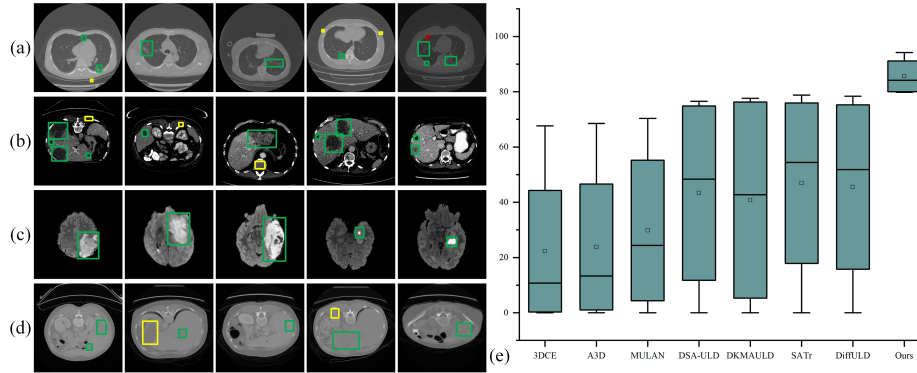 (a)
(b)
(c)
(d)
100
80
60
40
20
0
(e)
3DCE A3D MULAN DSA-ULD DKMAULD SATr DiffULD Ours